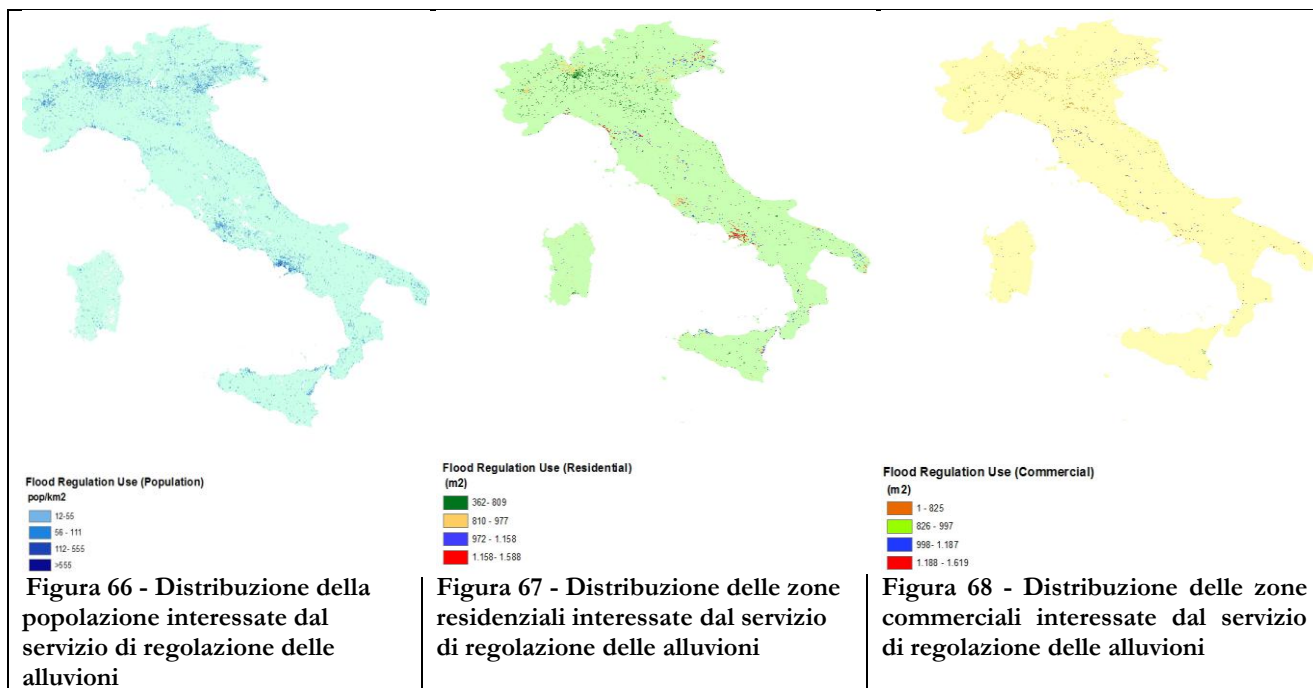 Flood Regulation Use (Population)
pop/km2
12-55
56 - 111
112- 555
>555
Figura 66 - Distribuzione della
popolazione interessate dal
servizio di regolazione delle
alluvioni
Flood Regulation Use (Residential)
(m2)
362- 809
810 - 977
972 - 1.158
1.158- 1.588
Figura 67 - Distribuzione delle zone
residenziali interessate dal servizio
di regolazione delle alluvioni
Flood Regulation Use (Commercial)
(m2)
1 - 825
826 - 997
998- 1.187
1.188 - 1.619
Figura 68 - Distribuzione delle zone
commerciali interessate dal servizio
di regolazione delle alluvioni